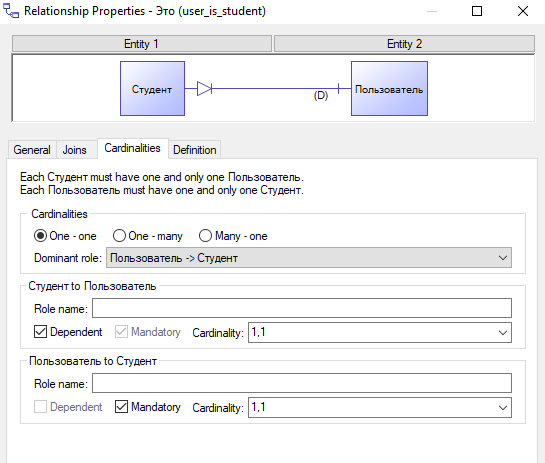 Relationship Properties - Это (user_is_student)
Entity 1
Entity 2
Студент
(D)
Пользователь
General
Joins
Cardinalities
Definition
Each Студент must have one and only one Пользователь.
Each Пользователь must have one and only one Студент.
Cardinalities
One - one
One - many
Many - one
Dominant role:
Пользователь -> Студент
Студент to Пользователь
Role name:
Dependent
Mandatory
Cardinality:
1,1
Пользователь to Студент
Role name:
Dependent
Mandatory
Cardinality:
1,1